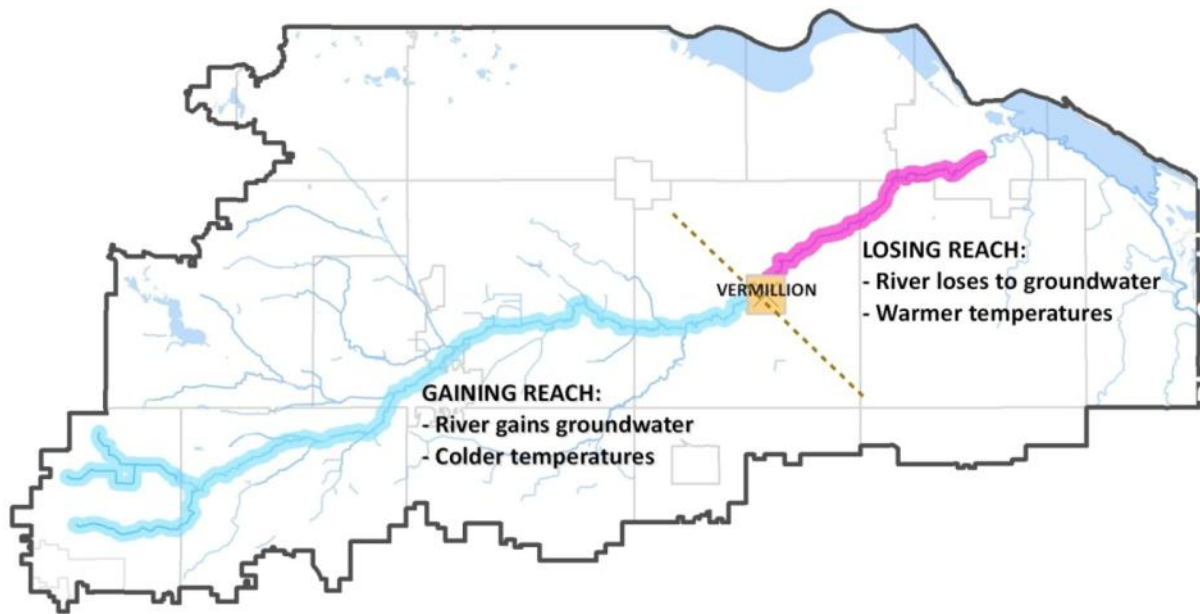 VERMILLION
LOSING REACH:
- River loses to groundwater
- Warmer temperatures
GAINING REACH:
- River gains groundwater
- Colder temperatures